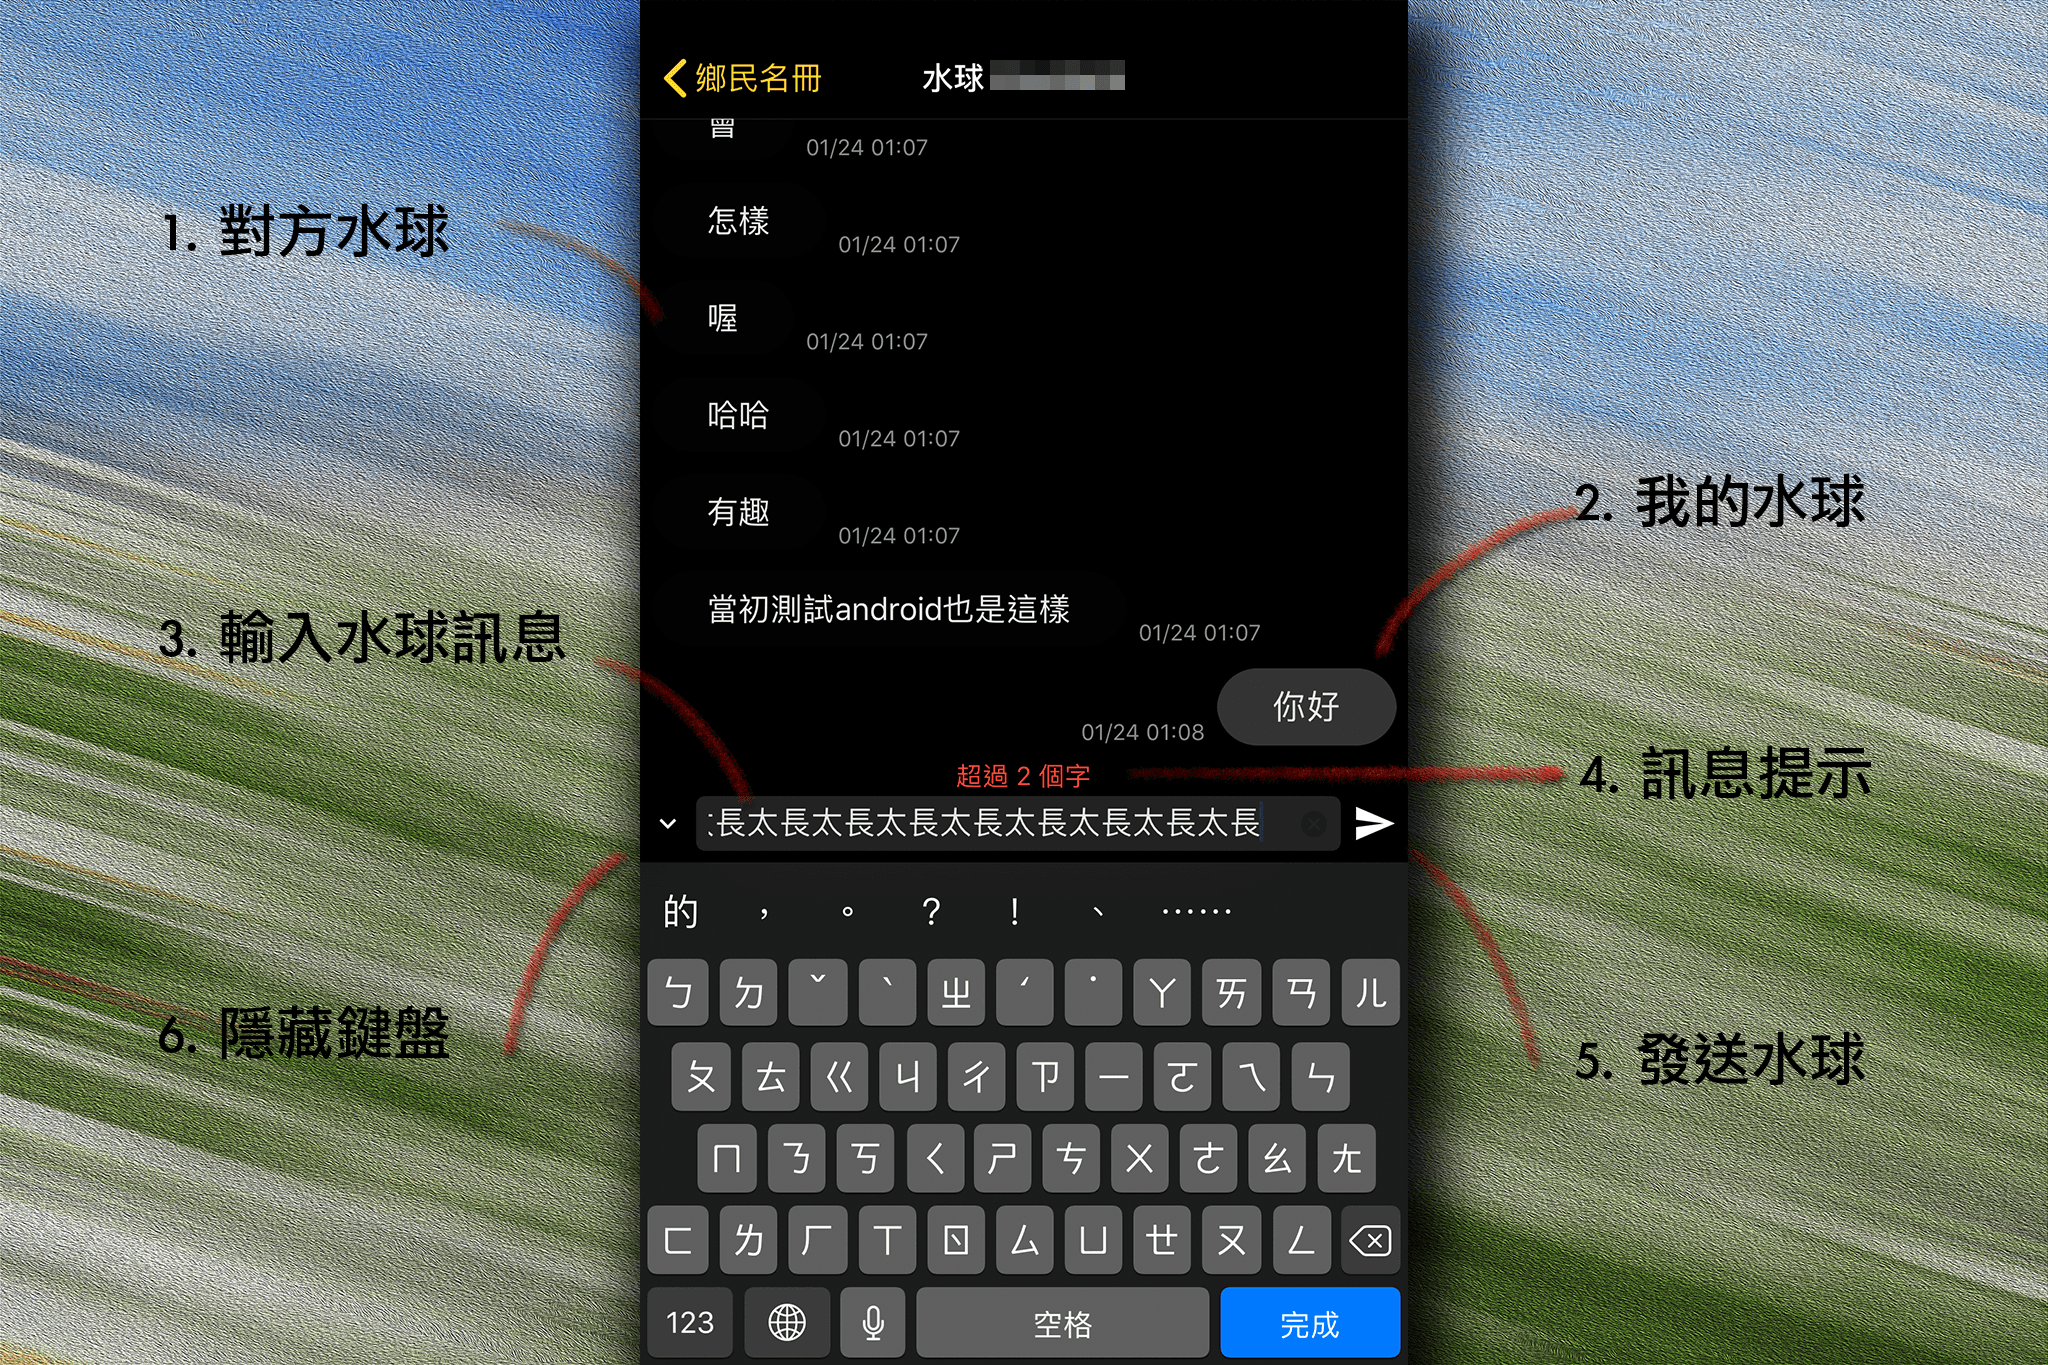 鄉民名冊
水球
01/24 01:07
怎樣
01/24 01:07
喔
01/24 01:07
哈哈
01/24 01:07
有趣
01/24 01:07
當初測試android也是這樣
01/24 01:07
你好
01/24 01:08
超過 2 個字
長太長太長太長太長太長太長太長太長
的 ， 。 ？ ！ 、 ……
ㄅ ㄉ ˇ ˋ ㄓ ˊ ˙ ㄚ ㄞ ㄢ ㄦ
ㄆ ㄊ ㄍ ㄐ ㄔ ㄗ ㄧ ㄛ ㄟ ㄣ
ㄇ ㄋ ㄎ ㄑ ㄕ ㄘ ㄨ ㄜ ㄠ ㄤ
ㄈ ㄌ ㄏ ㄒ ㄖ ㄙ ㄩ ㄝ ㄡ ㄥ
123 空格 完成
1. 對方水球
2. 我的水球
3. 輸入水球訊息
4. 訊息提示
5. 發送水球
6. 隱藏鍵盤